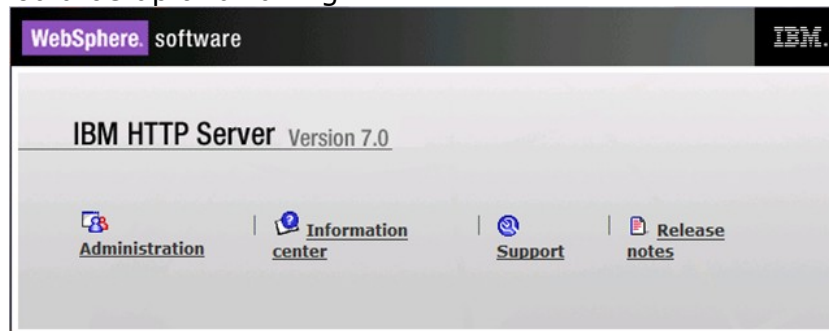 WebSphere. software
IBM.
IBM HTTP Server Version 7.0
Administration
Information center
Support
Release notes